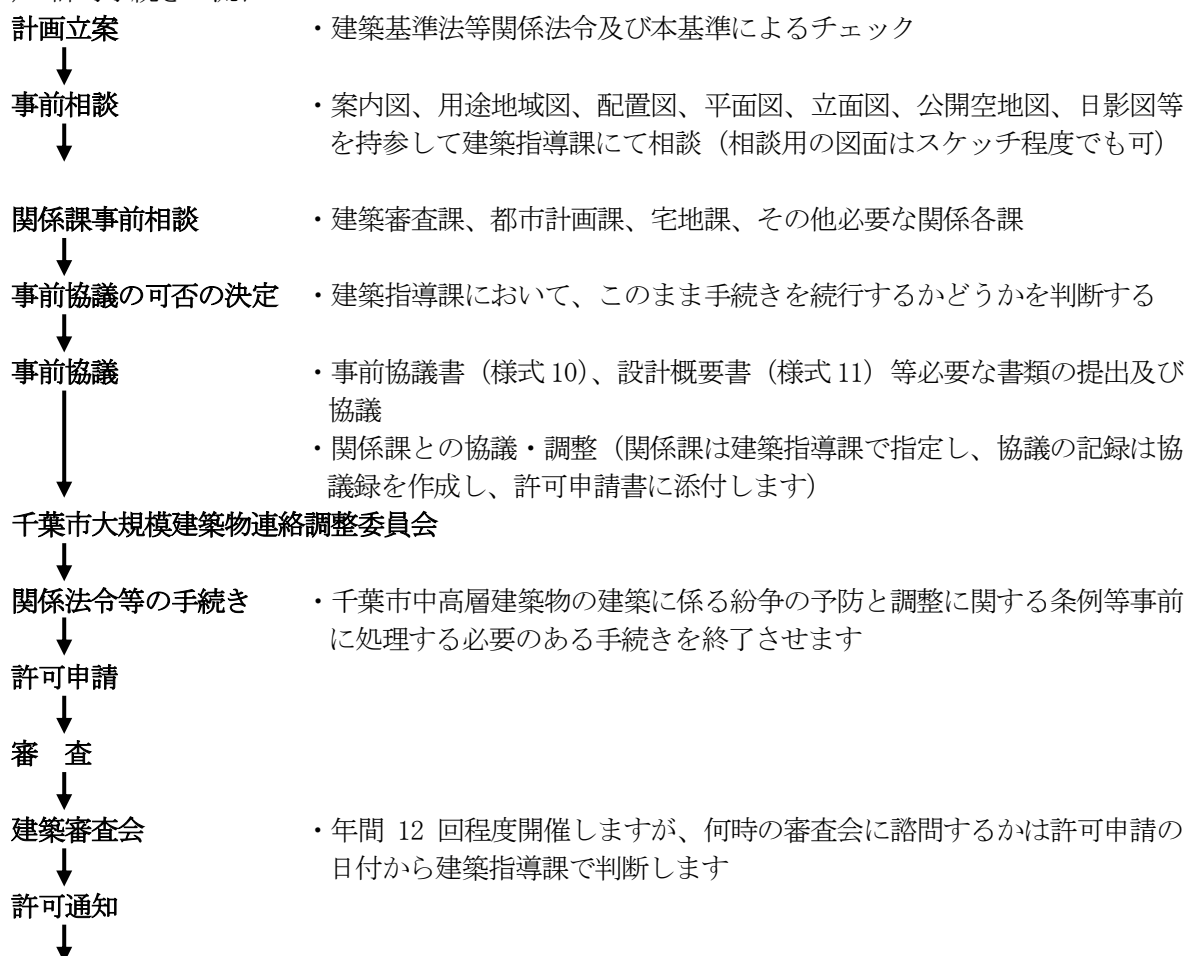 計画立案 ・建築基準法等関係法令及び本基準によるチェック
事前相談 ・案内図、用途地域図、配置図、平面図、立面図、公開空地図、日影図等
を持参して建築指導課にて相談（相談用の図面はスケッチ程度でも可）
関係課事前相談 ・建築審査課、都市計画課、宅地課、その他必要な関係各課
事前協議の可否の決定 ・建築指導課において、このまま手続きを続行するかどうかを判断する
事前協議 ・事前協議書（様式 10）、設計概要書（様式 11）等必要な書類の提出及び
協議
・関係課との協議・調整（関係課は建築指導課で指定し、協議の記録は協
議録を作成し、許可申請書に添付します）
千葉市大規模建築物連絡調整委員会
関係法令等の手続き ・千葉市中高層建築物の建築に係る紛争の予防と調整に関する条例等事前
に処理する必要のある手続きを終了させます
許可申請
審　査
建築審査会 ・年間 12 回程度開催しますが、何時の審査会に諮問するかは許可申請の
日付から建築指導課で判断します
許可通知